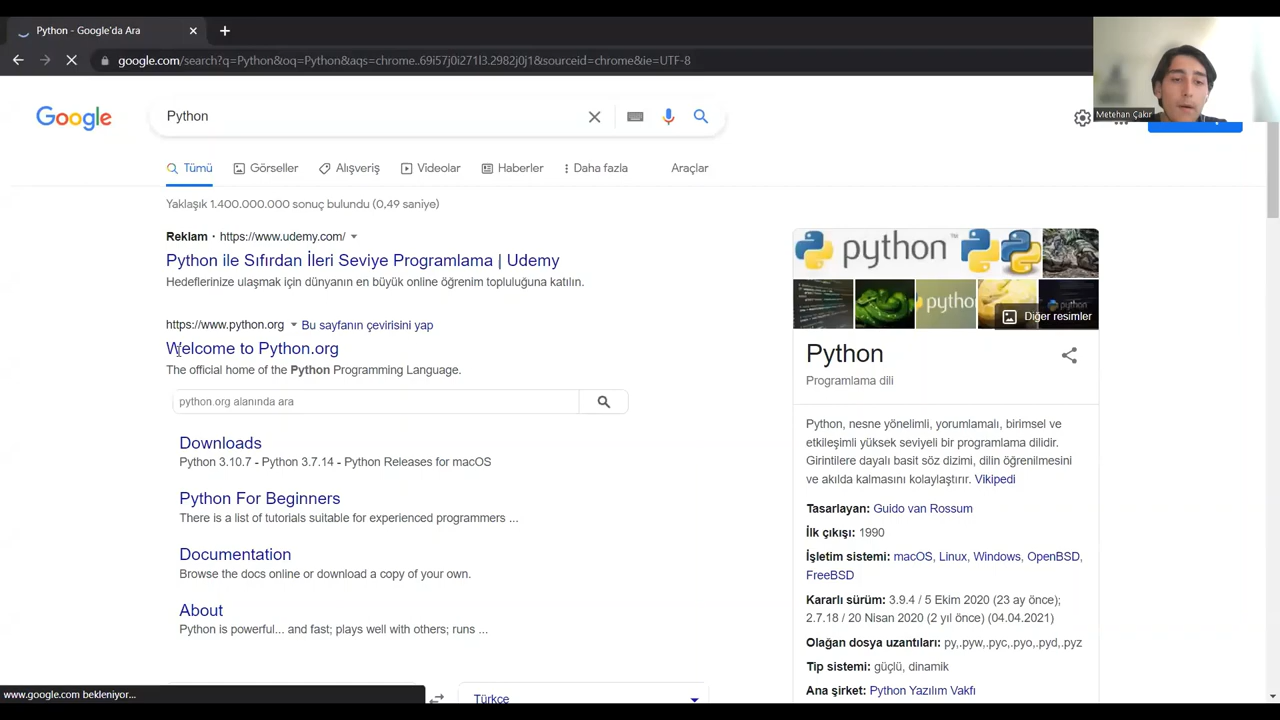 Python - Google'da Ara
google.com/search?q=Python&oq=Python&aqs=chrome..69i57j0i271l3.2982j0j1&sourceid=chrome&ie=UTF-8
Metehan Çakır
Google
Python
Tümü Görseller Alışveriş Videolar Haberler Daha fazla Araçlar
Yaklaşık 1.400.000.000 sonuç bulundu (0,49 saniye)
Reklam · https://www.udemy.com/
Python ile Sıfırdan İleri Seviye Programlama | Udemy
Hedeflerinize ulaşmak için dünyanın en büyük online öğrenim topluluğuna katılın.
https://www.python.org Bu sayfanın çevirisini yap
Welcome to Python.org
The official home of the Python Programming Language.
python.org alanında ara
Downloads
Python 3.10.7 - Python 3.7.14 - Python Releases for macOS
Python For Beginners
There is a list of tutorials suitable for experienced programmers ...
Documentation
Browse the docs online or download a copy of your own.
About
Python is powerful... and fast; plays well with others; runs ...
www.google.com bekleniyor...
Türkçe
python™
python
python
Diğer resimler
Python
Programlama dili
Python, nesne yönelimli, yorumlamalı, birimsel ve
etkileşimli yüksek seviyeli bir programlama dilidir.
Girintilere dayalı basit söz dizimi, dilin öğrenilmesini
ve akılda kalmasını kolaylaştırır. Vikipedi
Tasarlayan: Guido van Rossum
İlk çıkışı: 1990
İşletim sistemi: macOS, Linux, Windows, OpenBSD,
FreeBSD
Kararlı sürüm: 3.9.4 / 5 Ekim 2020 (23 ay önce);
2.7.18 / 20 Nisan 2020 (2 yıl önce) (04.04.2021)
Olağan dosya uzantıları: py,.pyw,.pyc,.pyo,.pyd,.pyz
Tip sistemi: güçlü, dinamik
Ana şirket: Python Yazılım Vakfı